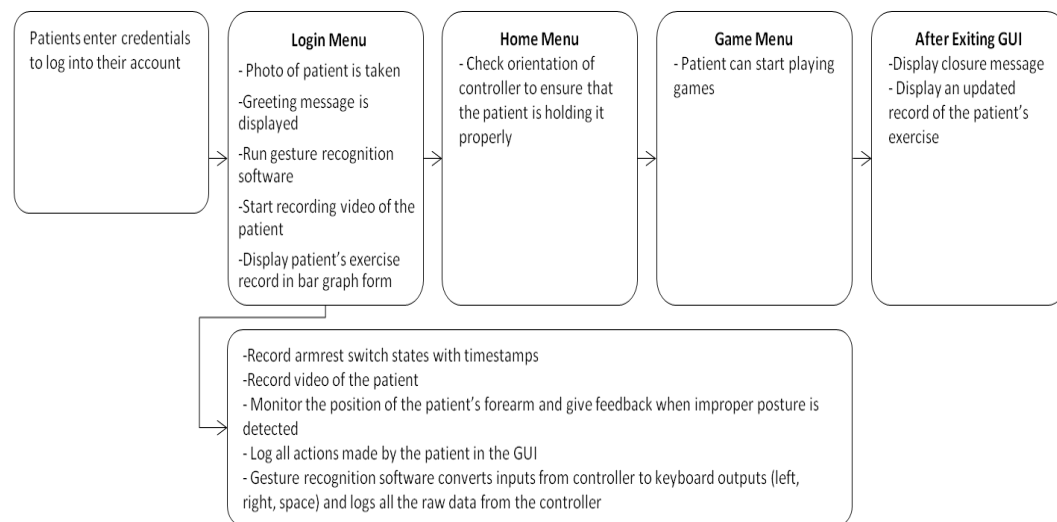 Patients enter credentials
to log into their account
Login Menu
- Photo of patient is taken
-Greeting message is
displayed
-Run gesture recognition
software
-Start recording video of the
patient
-Display patient's exercise
record in bar graph form
Home Menu
- Check orientation of
controller to ensure that
the patient is holding it
properly
Game Menu
- Patient can start playing
games
After Exiting GUI
-Display closure message
- Display an updated
record of the patient's
exercise
-Record armrest switch states with timestamps
-Record video of the patient
- Monitor the position of the patient's forearm and give feedback when improper posture is
detected
- Log all actions made by the patient in the GUI
- Gesture recognition software converts inputs from controller to keyboard outputs (left,
right, space) and logs all the raw data from the controller